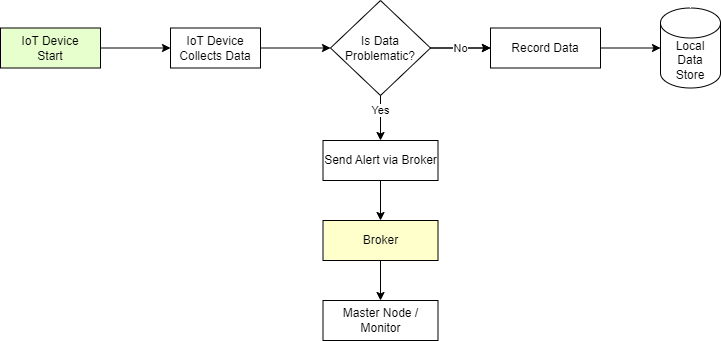 IoT Device
Start
IoT Device
Collects Data
Is Data
Problematic?
No
Record Data
Local
Data
Store
Yes
Send Alert via Broker
Broker
Master Node /
Monitor